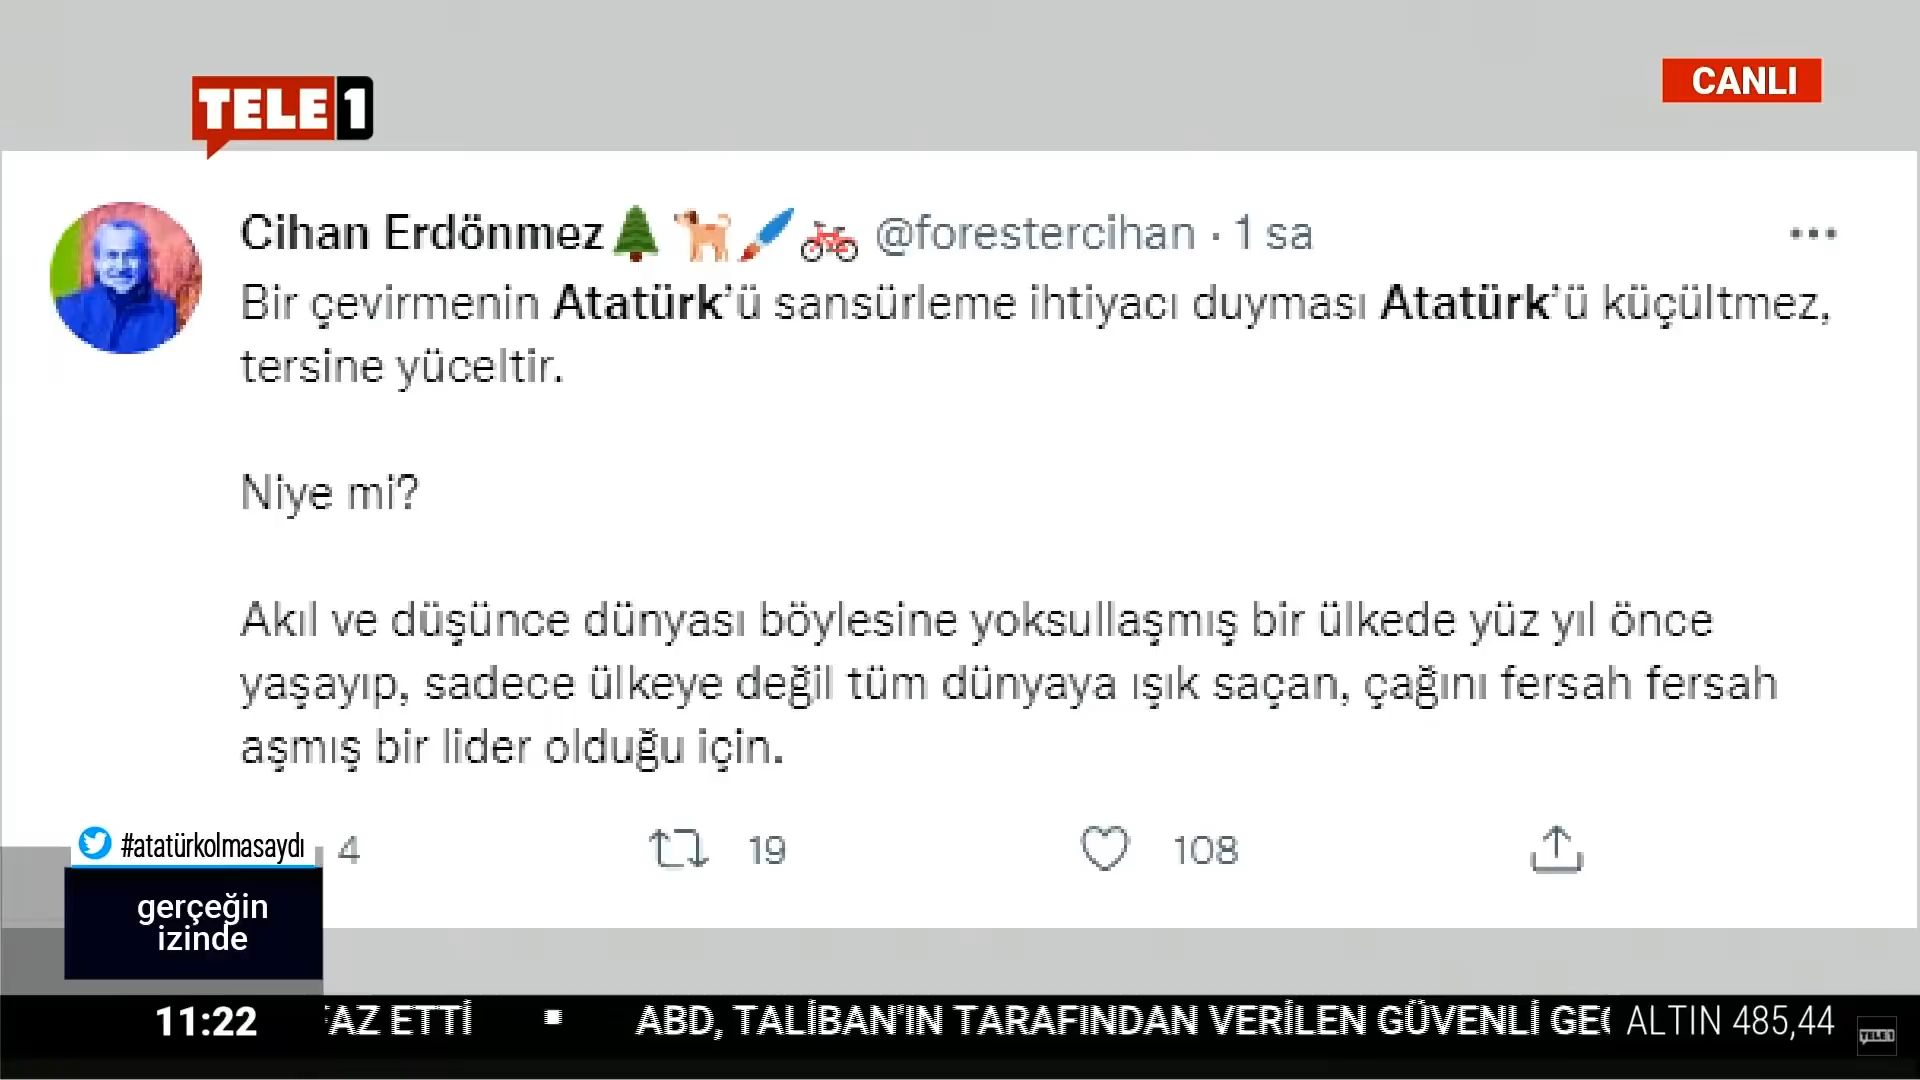 TELE1
CANLI
Cihan Erdönmez🌲🐕🖌️🚲 @forestercihan · 1 sa
Bir çevirmenin Atatürk'ü sansürleme ihtiyacı duyması Atatürk'ü küçültmez,
tersine yüceltir.
Niye mi?
Akıl ve düşünce dünyası böylesine yoksullaşmış bir ülkede yüz yıl önce
yaşayıp, sadece ülkeye değil tüm dünyaya ışık saçan, çağını fersah fersah
aşmış bir lider olduğu için.
4 19 108
#atatürkolmasaydı
gerçeğin
izinde
11:22 ETTİ ▪ ABD, TALİBAN'IN TARAFINDAN VERİLEN GÜVENLİ ALTIN 485,44
TELE1